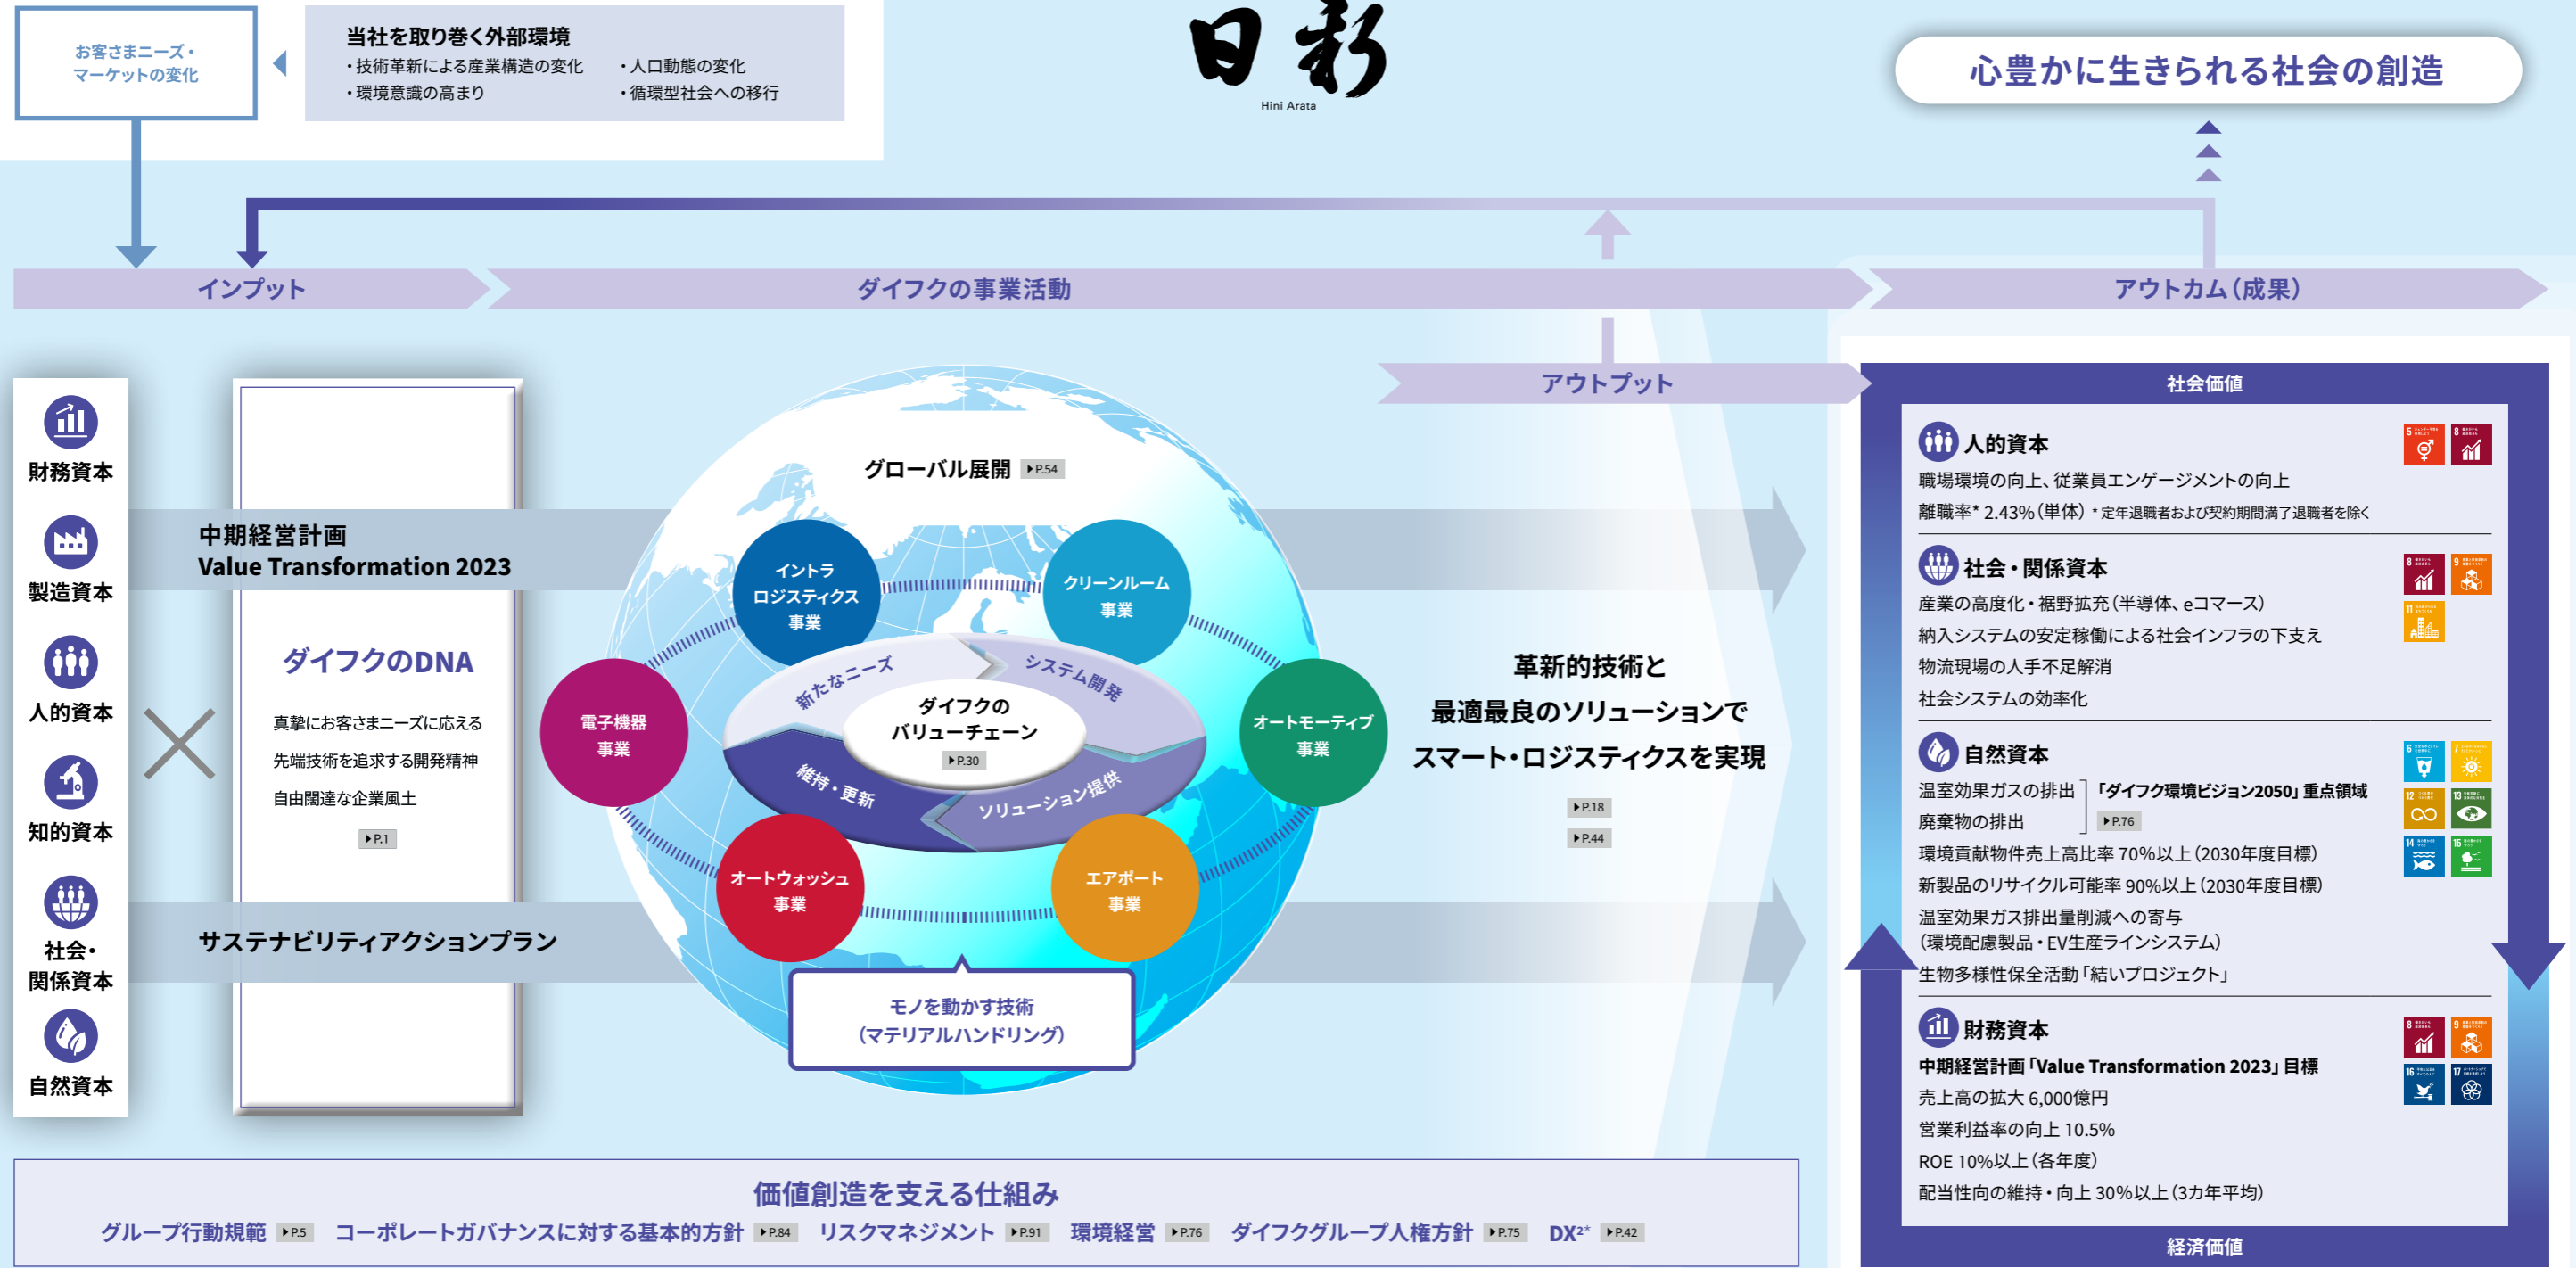 お客さまニーズ・
マーケットの変化
当社を取り巻く外部環境
・技術革新による産業構造の変化
・人口動態の変化
・環境意識の高まり
・循環型社会への移行
日彩
Hini Arata
心豊かに生きられる社会の創造
インプット
ダイフクの事業活動
アウトカム（成果）
アウトプット
財務資本
製造資本
人的資本
知的資本
社会・
関係資本
自然資本
中期経営計画
Value Transformation 2023
ダイフクのDNA
真摯にお客さまニーズに応える
先端技術を追求する開発精神
自由闊達な企業風土
▶P.1
サステナビリティアクションプラン
グローバル展開 ▶P.54
イントラ
ロジスティクス
事業
クリーンルーム
事業
電子機器
事業
オートモーティブ
事業
オートウォッシュ
事業
エアポート
事業
新たなニーズ
システム開発
維持・更新
ソリューション提供
ダイフクの
バリューチェーン
▶P.30
モノを動かす技術
（マテリアルハンドリング）
革新的技術と
最適最良のソリューションで
スマート・ロジスティクスを実現
▶P.18
▶P.44
社会価値
人的資本
5
8
職場環境の向上、従業員エンゲージメントの向上
離職率* 2.43%（単体） * 定年退職者および契約期間満了退職者を除く
社会・関係資本
8
9
11
産業の高度化・裾野拡充（半導体、eコマース）
納入システムの安定稼働による社会インフラの下支え
物流現場の人手不足解消
社会システムの効率化
自然資本
6
7
12
13
14
15
温室効果ガスの排出
廃棄物の排出
「ダイフク環境ビジョン2050」重点領域
▶P.76
環境貢献物件売上高比率 70%以上（2030年度目標）
新製品のリサイクル可能率 90%以上（2030年度目標）
温室効果ガス排出量削減への寄与
（環境配慮製品・EV生産ラインシステム）
生物多様性保全活動「結いプロジェクト」
財務資本
8
9
16
17
中期経営計画「Value Transformation 2023」目標
売上高の拡大 6,000億円
営業利益率の向上 10.5%
ROE 10%以上（各年度）
配当性向の維持・向上 30%以上（3カ年平均）
経済価値
価値創造を支える仕組み
グループ行動規範 ▶P.5 コーポレートガバナンスに対する基本的方針 ▶P.84 リスクマネジメント ▶P.91 環境経営 ▶P.76 ダイフクグループ人権方針 ▶P.75 DX²* ▶P.42